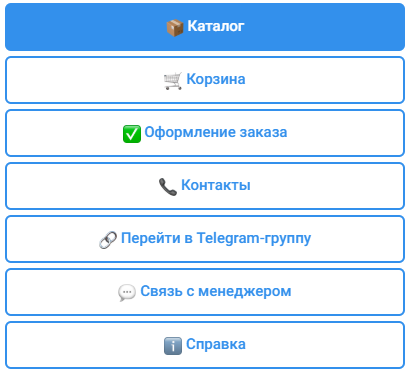 📦 Каталог
🛒 Корзина
✅ Оформление заказа
📞 Контакты
🔗 Перейти в Telegram-группу
💬 Связь с менеджером
ℹ️ Справка